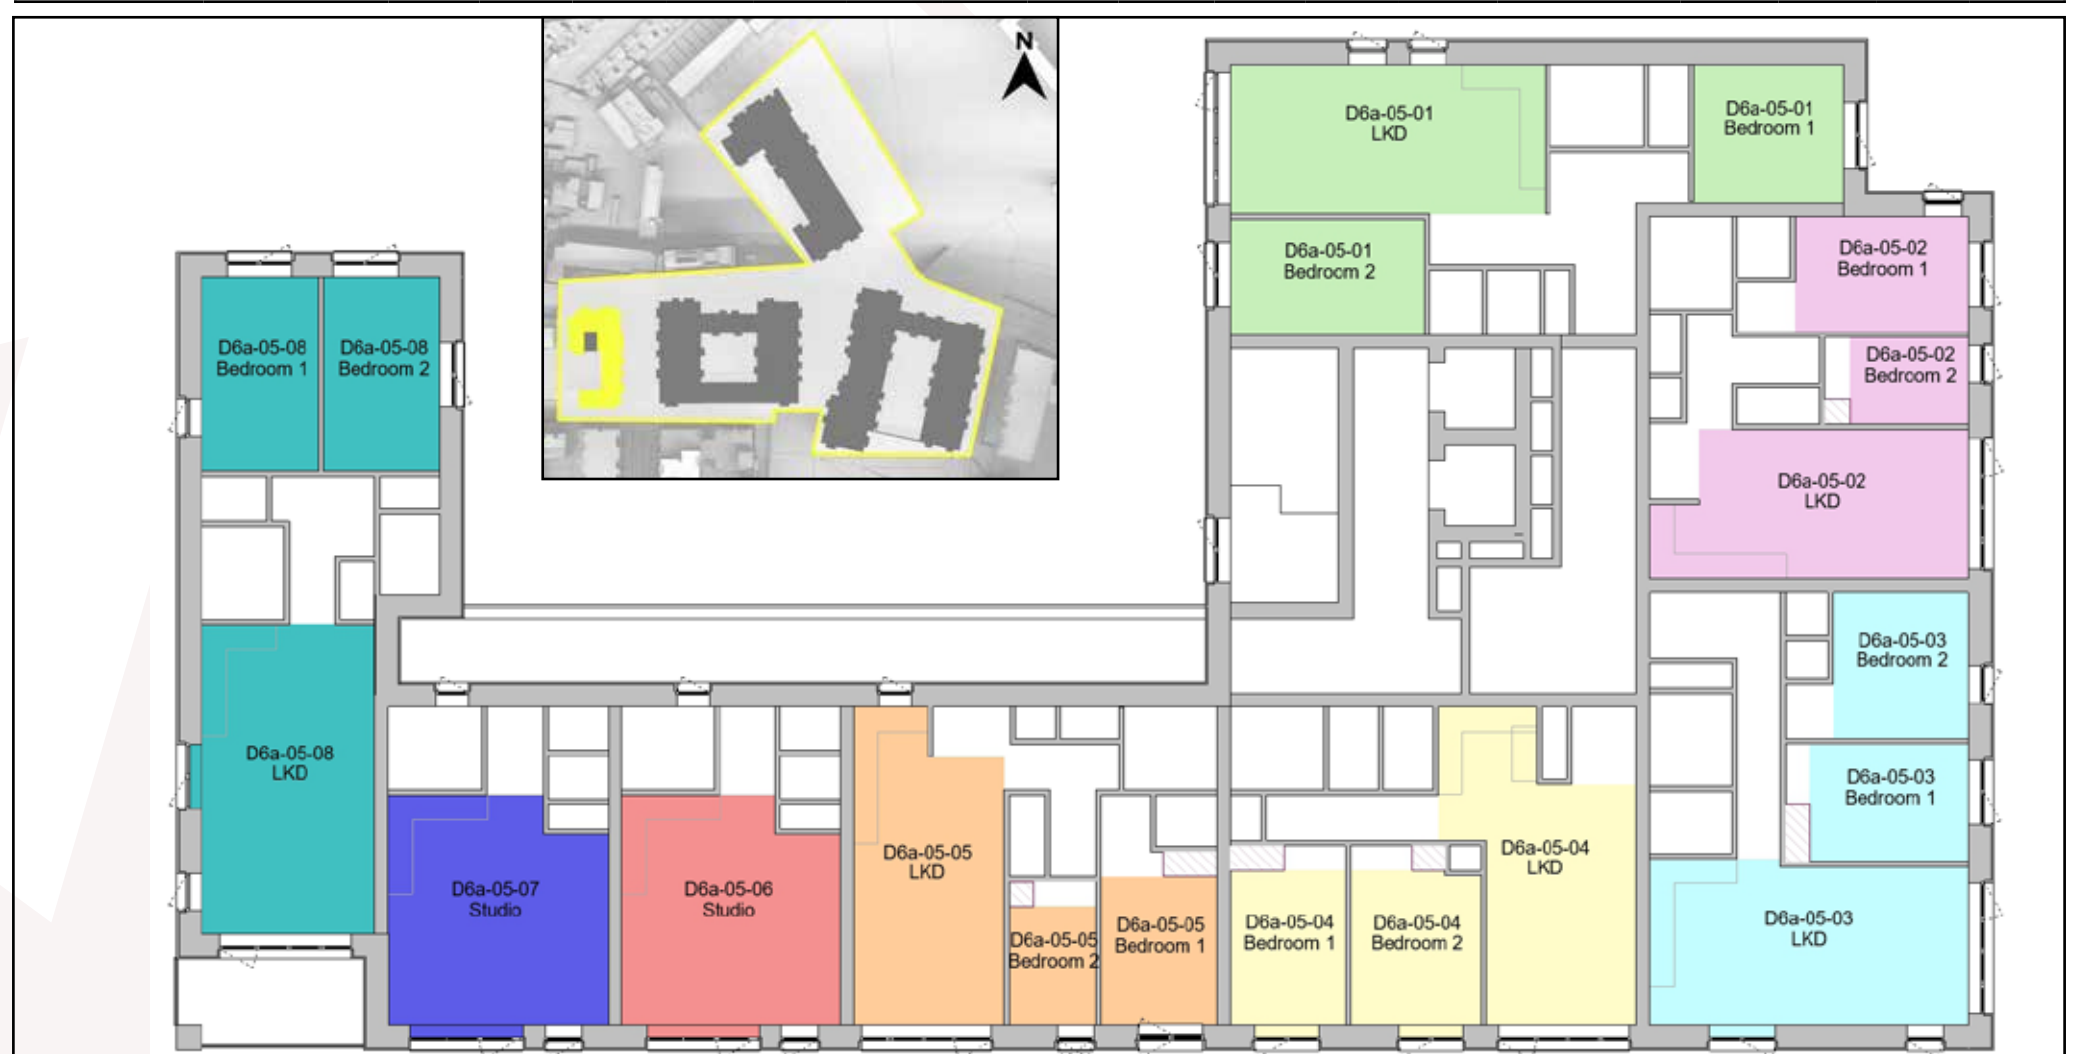 N
D6a-05-01
LKD
D6a-05-01
Bedroom 1
D6a-05-01
Bedroom 2
D6a-05-02
Bedroom 1
D6a-05-02
Bedroom 2
D6a-05-02
LKD
D6a-05-08
Bedroom 1
D6a-05-08
Bedroom 2
D6a-05-03
Bedroom 2
D6a-05-08
LKD
D6a-05-03
Bedroom 1
D6a-05-07
Studio
D6a-05-06
Studio
D6a-05-05
LKD
D6a-05-05
Bedroom 2
D6a-05-05
Bedroom 1
D6a-05-04
Bedroom 1
D6a-05-04
Bedroom 2
D6a-05-04
LKD
D6a-05-03
LKD